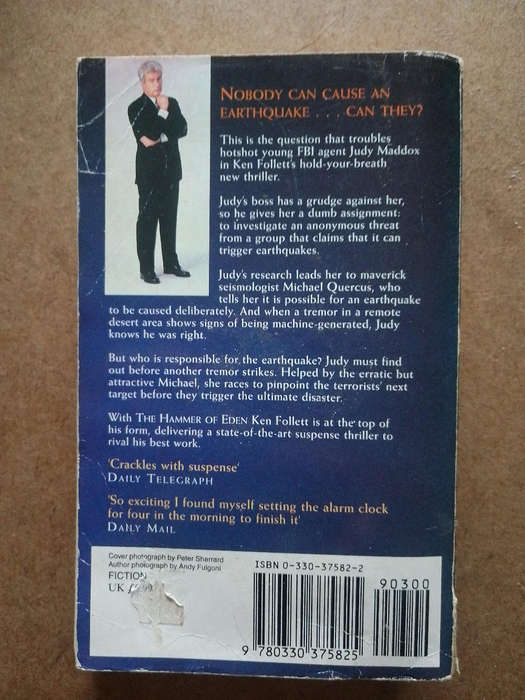 NOBODY CAN CAUSE AN
EARTHQUAKE . . . CAN THEY?
This is the question that troubles
hotshot young FBI agent Judy Maddox
in Ken Follett's hold-your-breath
new thriller.
Judy's boss has a grudge against her,
so he gives her a dumb assignment:
to investigate an anonymous threat
from a group that claims that it can
trigger earthquakes.
Judy's research leads her to maverick
seismologist Michael Quercus, who
tells her it is possible for an earthquake
to be caused deliberately. And when a tremor in a remote
desert area shows signs of being machine-generated, Judy
knows he was right.
But who is responsible for the earthquake? Judy must find
out before another tremor strikes. Helped by the erratic but
attractive Michael, she races to pinpoint the terrorists' next
target before they trigger the ultimate disaster.
With THE HAMMER OF EDEN Ken Follett is at the top of
his form, delivering a state-of-the-art suspense thriller to
rival his best work.
'Crackles with suspense'
DAILY TELEGRAPH
'So exciting I found myself setting the alarm clock
for four in the morning to finish it'
DAILY MAIL
Cover photograph by Peter Sherrard
Author photograph by Andy Fulgoni
FICTION
UK
ISBN 0-330-37582-2
90300
9 780330 375825